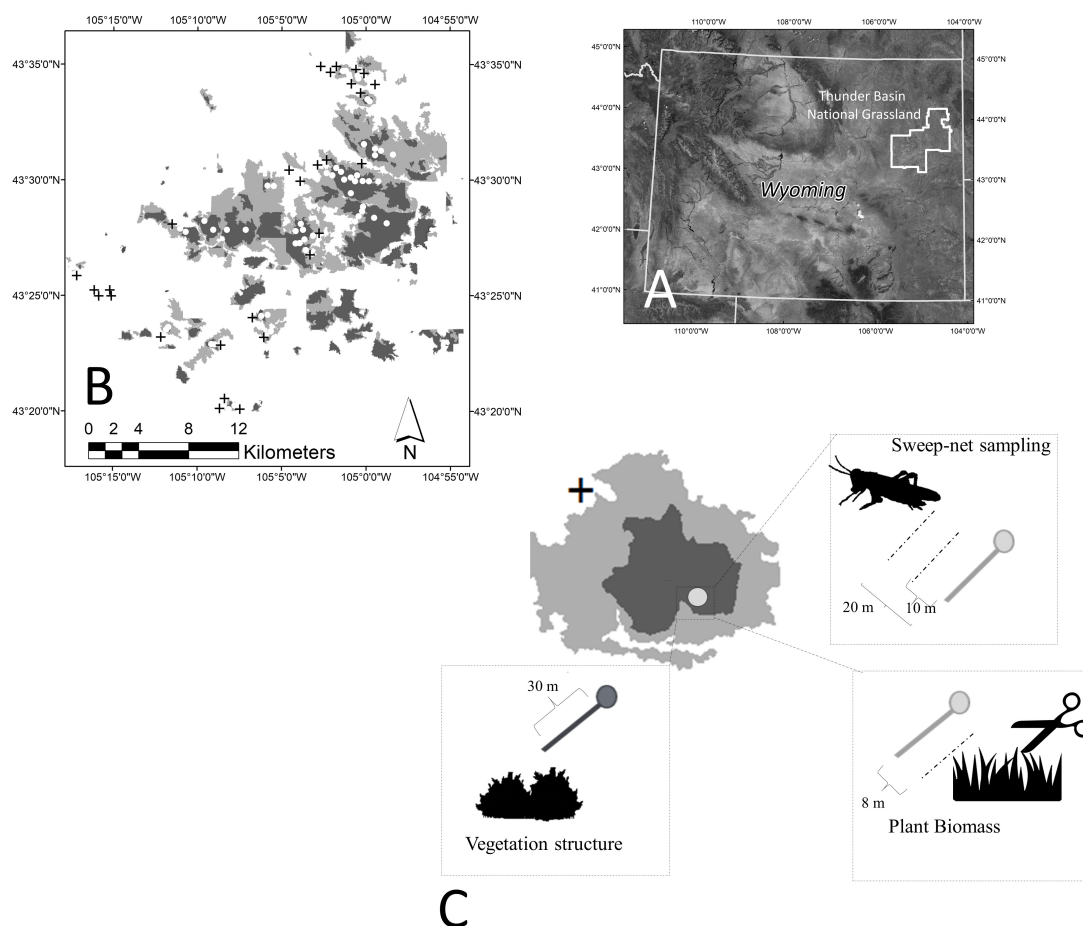 105°15'0"W 105°10'0"W 105°5'0"W 105°0'0"W 104°55'0"W
43°35'0"N 43°35'0"N
43°30'0"N 43°30'0"N
43°25'0"N 43°25'0"N
43°20'0"N 43°20'0"N
B
0 2 4 8 12
Kilometers
N
105°15'0"W 105°10'0"W 105°5'0"W 105°0'0"W 104°55'0"W
110°0'0"W 108°0'0"W 106°0'0"W 104°0'0"W
45°0'0"N 45°0'0"N
44°0'0"N 44°0'0"N
43°0'0"N 43°0'0"N
42°0'0"N 42°0'0"N
41°0'0"N 41°0'0"N
Thunder Basin
National Grassland
Wyoming
A
110°0'0"W 108°0'0"W 106°0'0"W 104°0'0"W
Sweep-net sampling
20 m 10 m
30 m
Vegetation structure
8 m
Plant Biomass
C